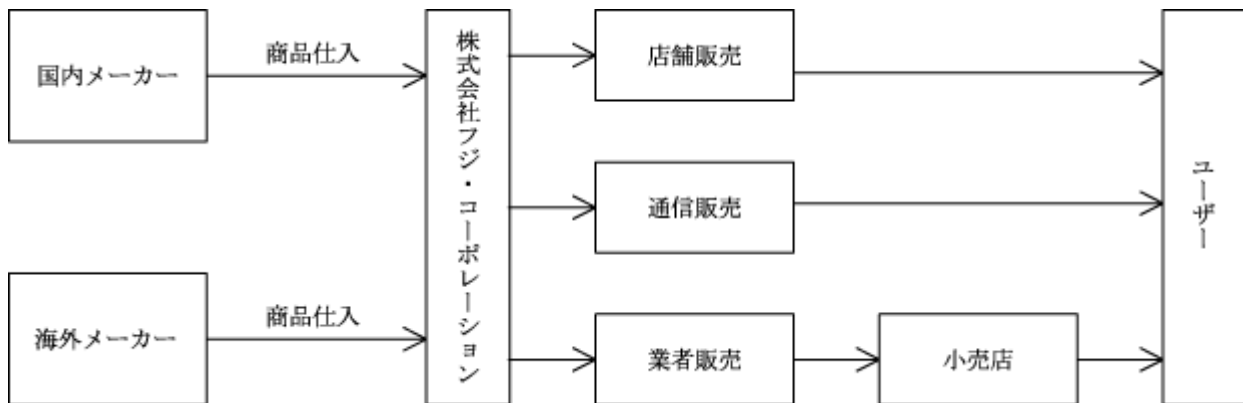 国内メーカー
商品仕入
海外メーカー
商品仕入
株式会社フジ・コーポレーション
店舗販売
通信販売
業者販売
小売店
ユーザー